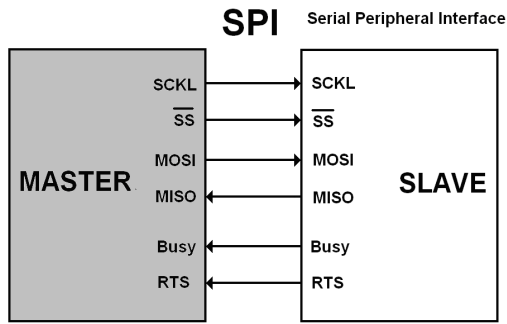 SPI Serial Peripheral Interface
SCKL SCKL
SS SS
MOSI MOSI
MASTER SLAVE
MISO MISO
Busy Busy
RTS RTS